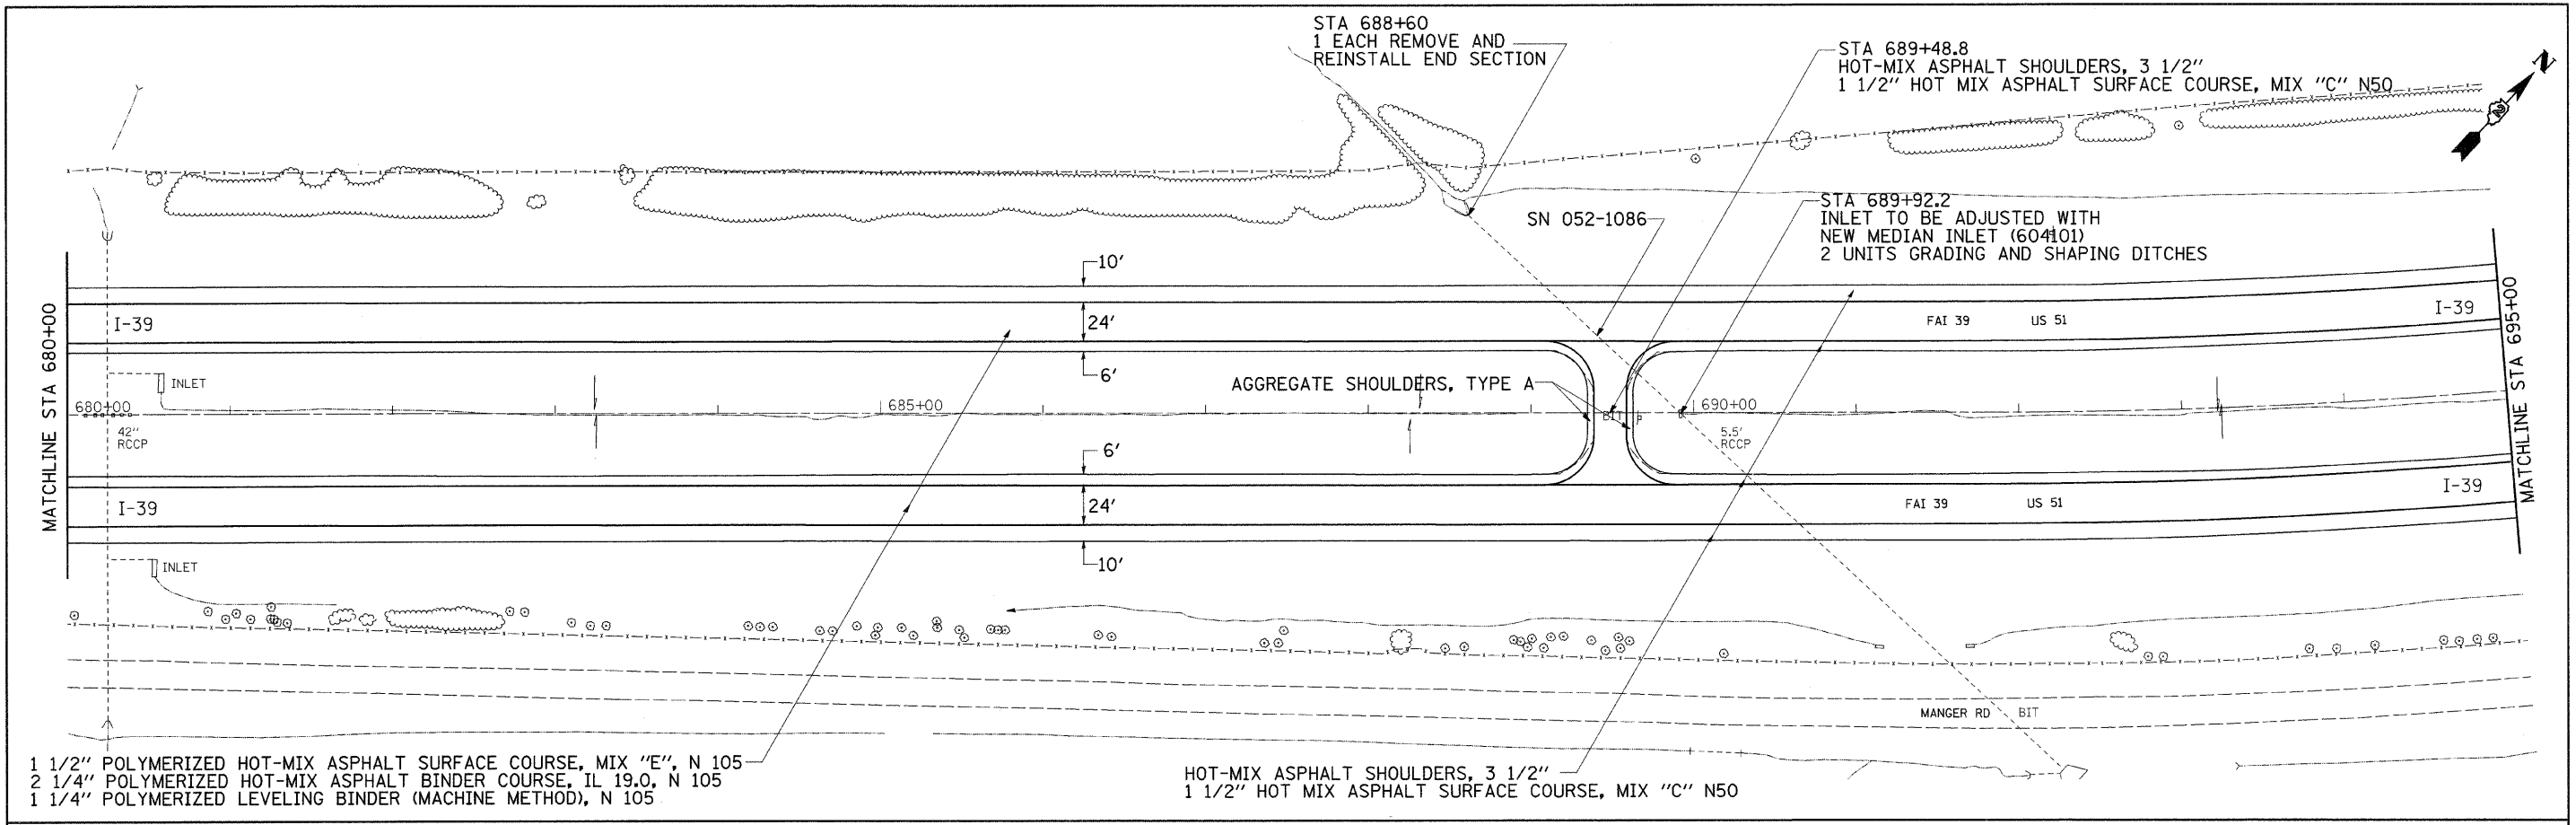 STA 688+60
1 EACH REMOVE AND
REINSTALL END SECTION
STA 689+48.8
HOT-MIX ASPHALT SHOULDERS, 3 1/2"
1 1/2" HOT MIX ASPHALT SURFACE COURSE, MIX "C" N50
N
2
SN 052-1086
STA 689+92.2
INLET TO BE ADJUSTED WITH
NEW MEDIAN INLET (604101)
2 UNITS GRADING AND SHAPING DITCHES
MATCHLINE STA 680+00
MATCHLINE STA 695+00
10'
I-39
24'
FAI 39 US 51
I-39
6'
INLET
AGGREGATE SHOULDERS, TYPE A
680+00
685+00
BIT
P
690+00
42"
RCCP
5.5'
RCCP
6'
I-39
24'
FAI 39 US 51
I-39
10'
INLET
MANGER RD BIT
1 1/2" POLYMERIZED HOT-MIX ASPHALT SURFACE COURSE, MIX "E", N 105
2 1/4" POLYMERIZED HOT-MIX ASPHALT BINDER COURSE, IL 19.0, N 105
1 1/4" POLYMERIZED LEVELING BINDER (MACHINE METHOD), N 105
HOT-MIX ASPHALT SHOULDERS, 3 1/2"
1 1/2" HOT MIX ASPHALT SURFACE COURSE, MIX "C" N50